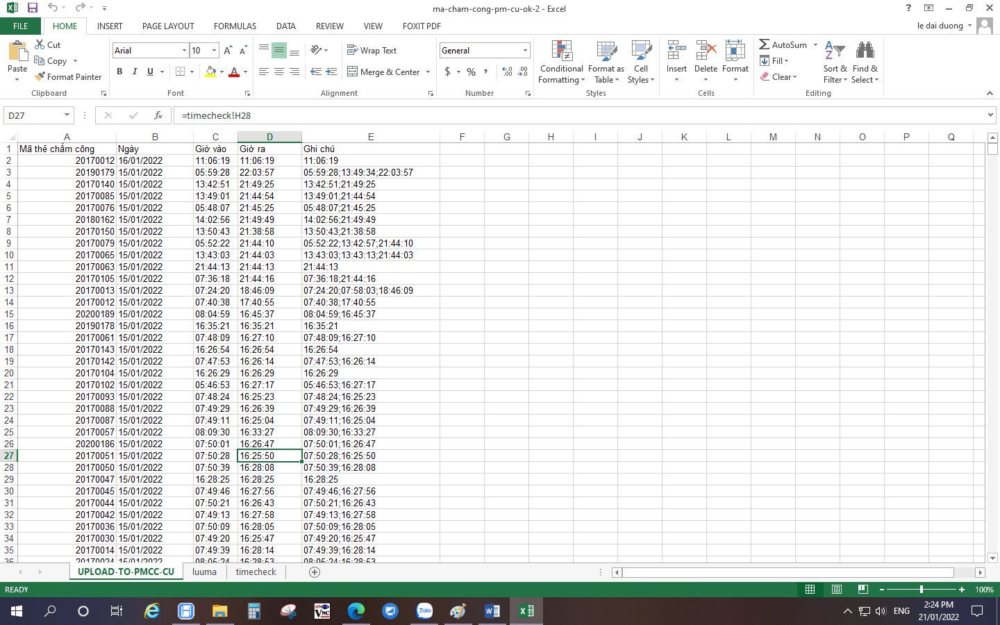 ma-cham-cong-pm-cu-ok-2 - Excel
FILE HOME INSERT PAGE LAYOUT FORMULAS DATA REVIEW VIEW FOXIT PDF le dai duong
Cut
Copy
Format Painter
Paste
Clipboard
Arial 10
B I U
Font
Wrap Text
Merge & Center
Alignment
General
$ % ,
Number
Conditional Formatting
Format as Table
Cell Styles
Styles
Insert Delete Format
Cells
AutoSum
Fill
Clear
Sort & Filter
Find & Select
Editing
D27 fx =timecheck!H28
A B C D E F G H I J K L M N O P Q
1 Mã thẻ chấm công Ngày Giờ vào Giờ ra Ghi chú
2 20170012 16/01/2022 11:06:19 11:06:19 11:06:19
3 20190179 15/01/2022 05:59:28 22:03:57 05:59:28;13:49:34;22:03:57
4 20170140 15/01/2022 13:42:51 21:49:25 13:42:51;21:49:25
5 20170085 15/01/2022 13:49:01 21:44:54 13:49:01;21:44:54
6 20170076 15/01/2022 05:48:07 21:45:25 05:48:07;21:45:25
7 20180162 15/01/2022 14:02:56 21:49:49 14:02:56;21:49:49
8 20170150 15/01/2022 13:50:43 21:38:58 13:50:43;21:38:58
9 20170079 15/01/2022 05:52:22 21:44:10 05:52:22;13:42:57;21:44:10
10 20170065 15/01/2022 13:43:03 21:44:03 13:43:03;13:43:13;21:44:03
11 20170063 15/01/2022 21:44:13 21:44:13 21:44:13
12 20170105 15/01/2022 07:36:18 21:44:16 07:36:18;21:44:16
13 20170013 15/01/2022 07:24:20 18:46:09 07:24:20;07:58:03;18:46:09
14 20170012 15/01/2022 07:40:38 17:40:55 07:40:38;17:40:55
15 20200189 15/01/2022 08:04:59 16:45:37 08:04:59;16:45:37
16 20190178 15/01/2022 16:35:21 16:35:21 16:35:21
17 20170061 15/01/2022 07:48:09 16:27:10 07:48:09;16:27:10
18 20170143 15/01/2022 16:26:54 16:26:54 16:26:54
19 20170142 15/01/2022 07:47:53 16:26:14 07:47:53;16:26:14
20 20170104 15/01/2022 16:26:29 16:26:29 16:26:29
21 20170102 15/01/2022 05:46:53 16:27:17 05:46:53;16:27:17
22 20170093 15/01/2022 07:48:24 16:25:23 07:48:24;16:25:23
23 20170088 15/01/2022 07:49:29 16:26:39 07:49:29;16:26:39
24 20170087 15/01/2022 07:49:11 16:25:04 07:49:11;16:25:04
25 20170057 15/01/2022 08:09:30 16:33:27 08:09:30;16:33:27
26 20200186 15/01/2022 07:50:01 16:26:47 07:50:01;16:26:47
27 20170051 15/01/2022 07:50:28 16:25:50 07:50:28;16:25:50
28 20170050 15/01/2022 07:50:39 16:28:08 07:50:39;16:28:08
29 20170047 15/01/2022 16:28:25 16:28:25 16:28:25
30 20170045 15/01/2022 07:49:46 16:27:56 07:49:46;16:27:56
31 20170044 15/01/2022 07:50:21 16:26:43 07:50:21;16:26:43
32 20170042 15/01/2022 07:49:13 16:27:58 07:49:13;16:27:58
33 20170036 15/01/2022 07:50:09 16:28:05 07:50:09;16:28:05
34 20170030 15/01/2022 07:49:20 16:25:47 07:49:20;16:25:47
35 20170014 15/01/2022 07:49:39 16:28:14 07:49:39;16:28:14
36 20170024 15/01/2022 08:05:24 16:28:53 08:05:24;16:28:53
UPLOAD-TO-PMCC-CU luuma timecheck
READY 100%
Zalo
ENG
2:24 PM
21/01/2022